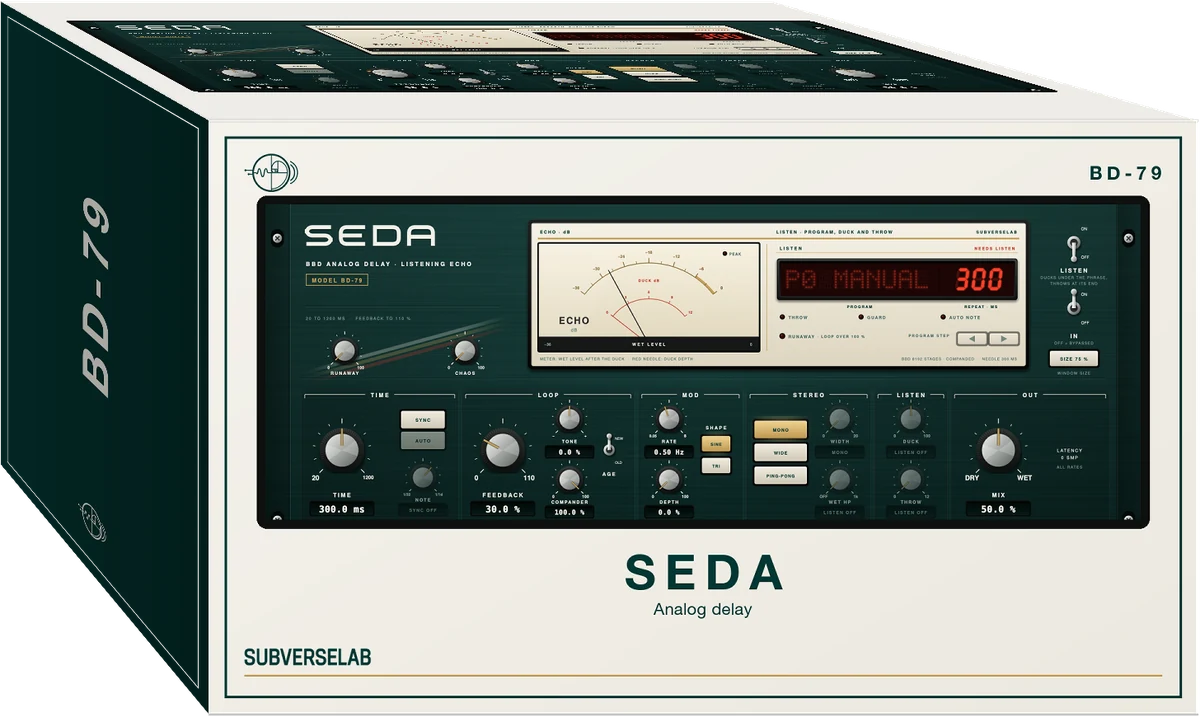 BD-79
BD-79
SEDA
BBD ANALOG DELAY · LISTENING ECHO
MODEL BD-79
20 TO 1200 MS FEEDBACK TO 110 %
RUNAWAY
CHAOS
ECHO · dB
PEAK
DUCK dB
ECHO
dB
WET LEVEL
METER: WET LEVEL AFTER THE DUCK RED NEEDLE: DUCK DEPTH
LISTEN · PROGRAM, DUCK AND THROW
SUBVERSELAB
LISTEN
NEEDS LISTEN
P0 MANUAL 300
PROGRAM
REPEAT · MS
THROW
GUARD
AUTO NOTE
RUNAWAY · LOOP OVER 100 %
PROGRAM STEP
ON
OFF
LISTEN
DUCKS UNDER THE PHRASE,
THROWS AT ITS END
ON
OFF
IN
OFF = BYPASSED
SIZE 75 %
WINDOW SIZE
TIME
SYNC
AUTO
20 1200
TIME
300.0 ms
NOTE
SYNC OFF
LOOP
0 110
FEEDBACK
30.0 %
TONE
0.0 %
COMPANDER
100.0 %
NEW
OLD
AGE
MOD
RATE
0.50 Hz
DEPTH
0.0 %
SHAPE
SINE
TRI
STEREO
MONO
WIDE
PING-PONG
WIDTH
MONO
WET HP
LISTEN OFF
LISTEN
DUCK
LISTEN OFF
THROW
LISTEN OFF
OUT
DRY WET
MIX
50.0 %
LATENCY
0 SMP
ALL RATES
SEDA
Analog delay
SUBVERSELAB